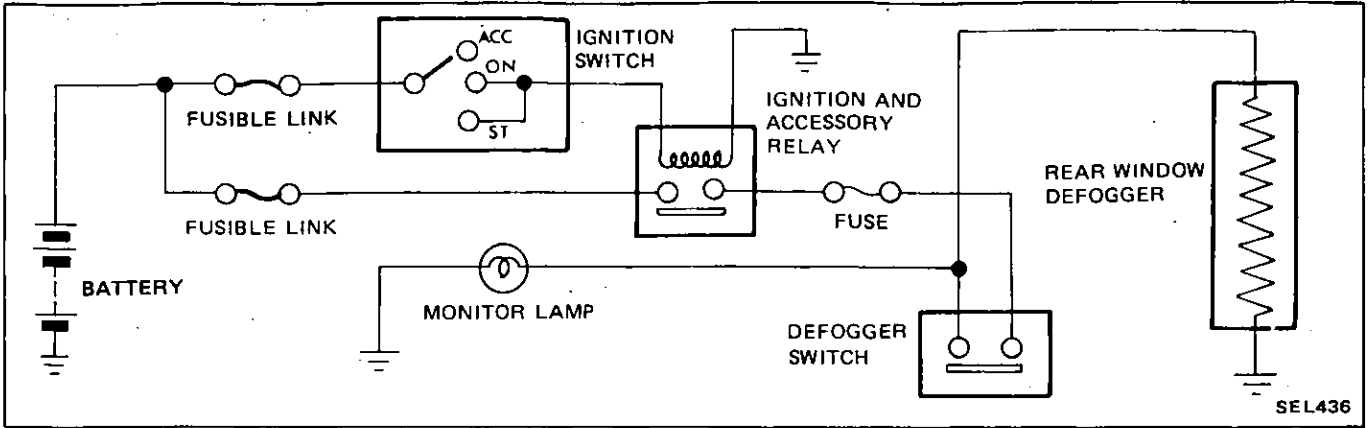 ACC
IGNITION
SWITCH
ON
ST
FUSIBLE LINK
IGNITION AND
ACCESSORY
RELAY
REAR WINDOW
DEFOGGER
FUSIBLE LINK
FUSE
BATTERY
MONITOR LAMP
DEFOGGER
SWITCH
SEL436